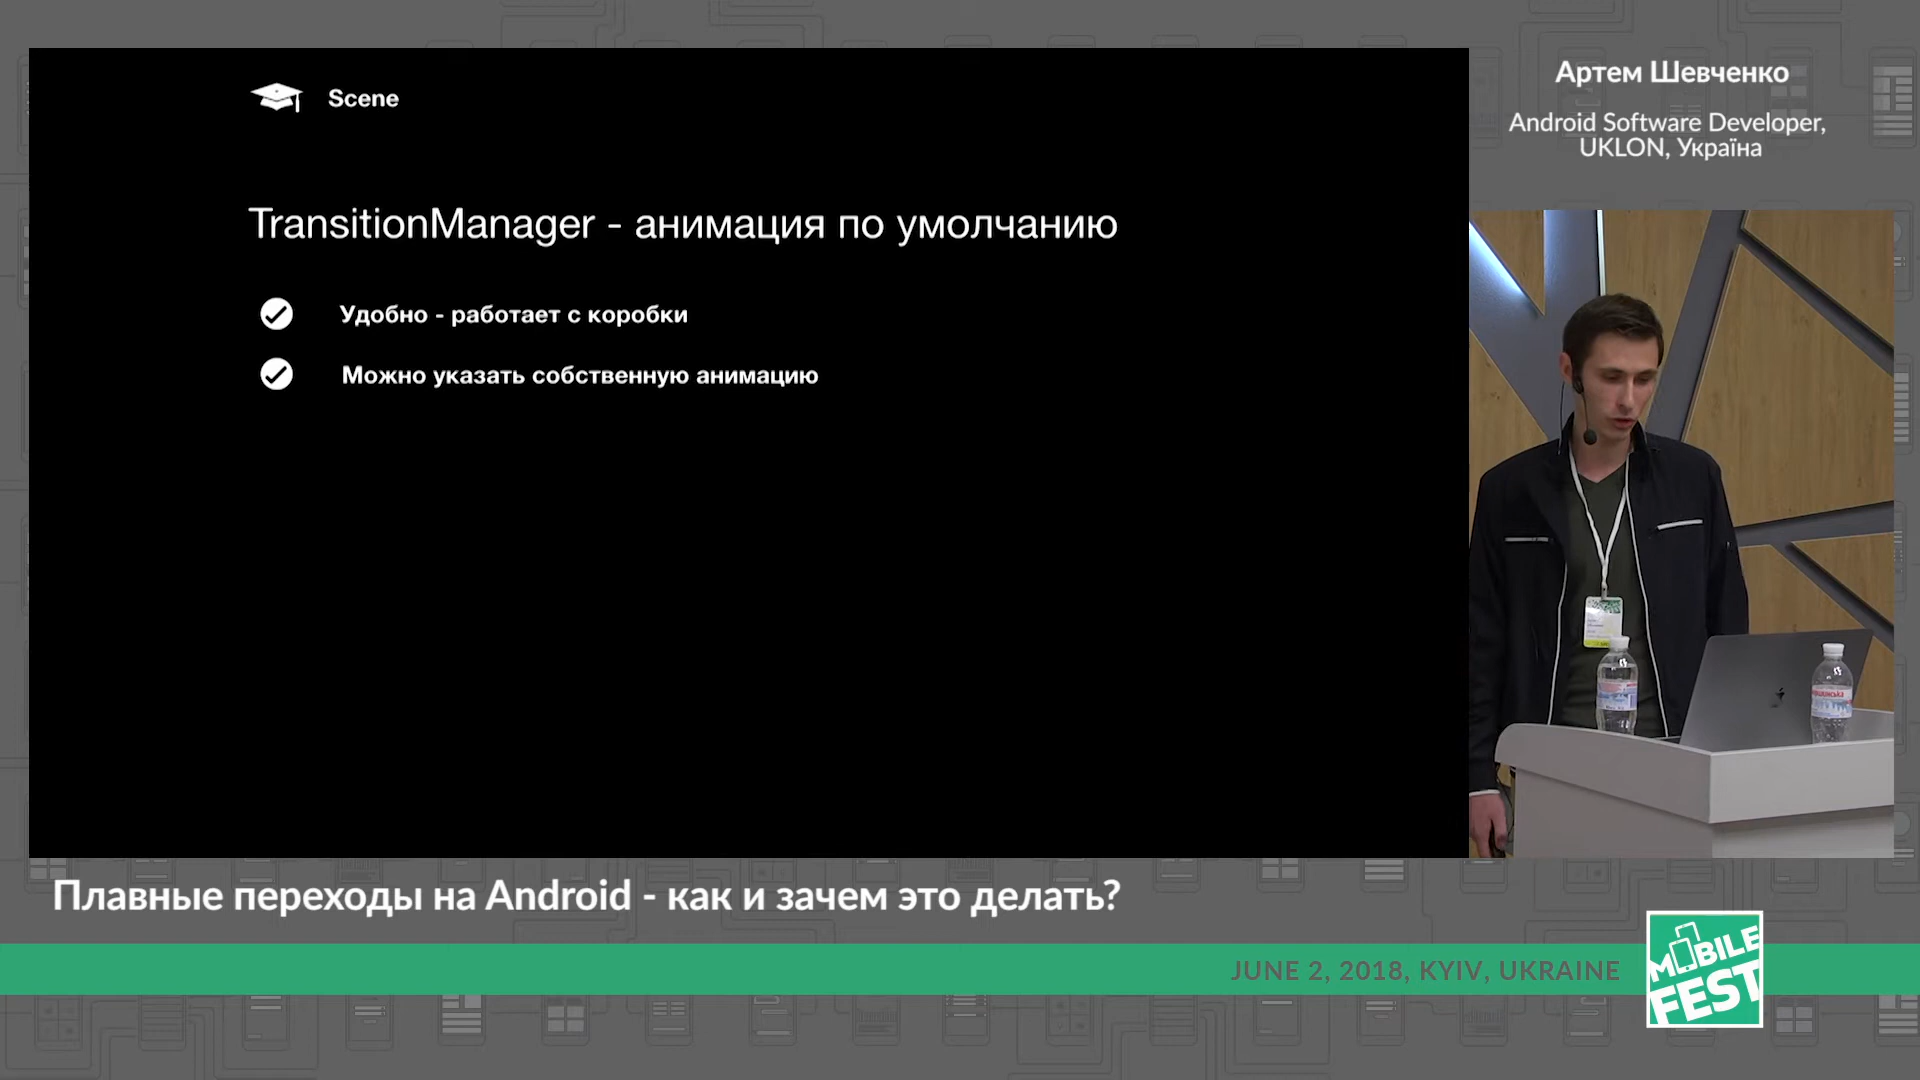 Scene
TransitionManager - анимация по умолчанию
Удобно - работает с коробки
Можно указать собственную анимацию
Артем Шевченко
Android Software Developer,
UKLON, Україна
Плавные переходы на Android - как и зачем это делать?
JUNE 2, 2018, KYIV, UKRAINE
MOBILE
FEST